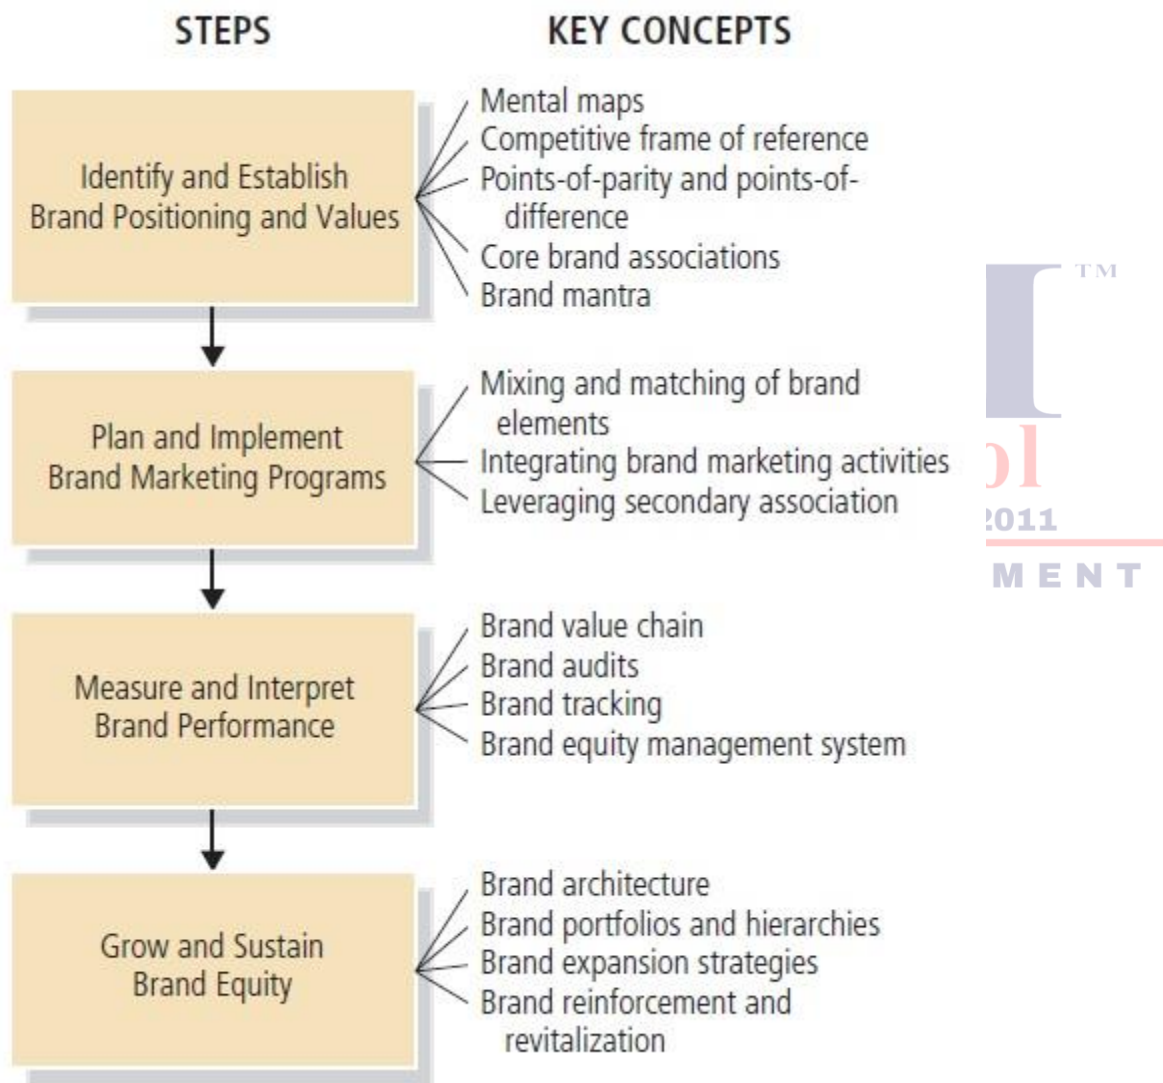 STEPS
KEY CONCEPTS
Identify and Establish
Brand Positioning and Values
Mental maps
Competitive frame of reference
Points-of-parity and points-of-
difference
Core brand associations
Brand mantra
Plan and Implement
Brand Marketing Programs
Mixing and matching of brand
elements
Integrating brand marketing activities
Leveraging secondary association
Measure and Interpret
Brand Performance
Brand value chain
Brand audits
Brand tracking
Brand equity management system
Grow and Sustain
Brand Equity
Brand architecture
Brand portfolios and hierarchies
Brand expansion strategies
Brand reinforcement and
revitalization
TM
2011